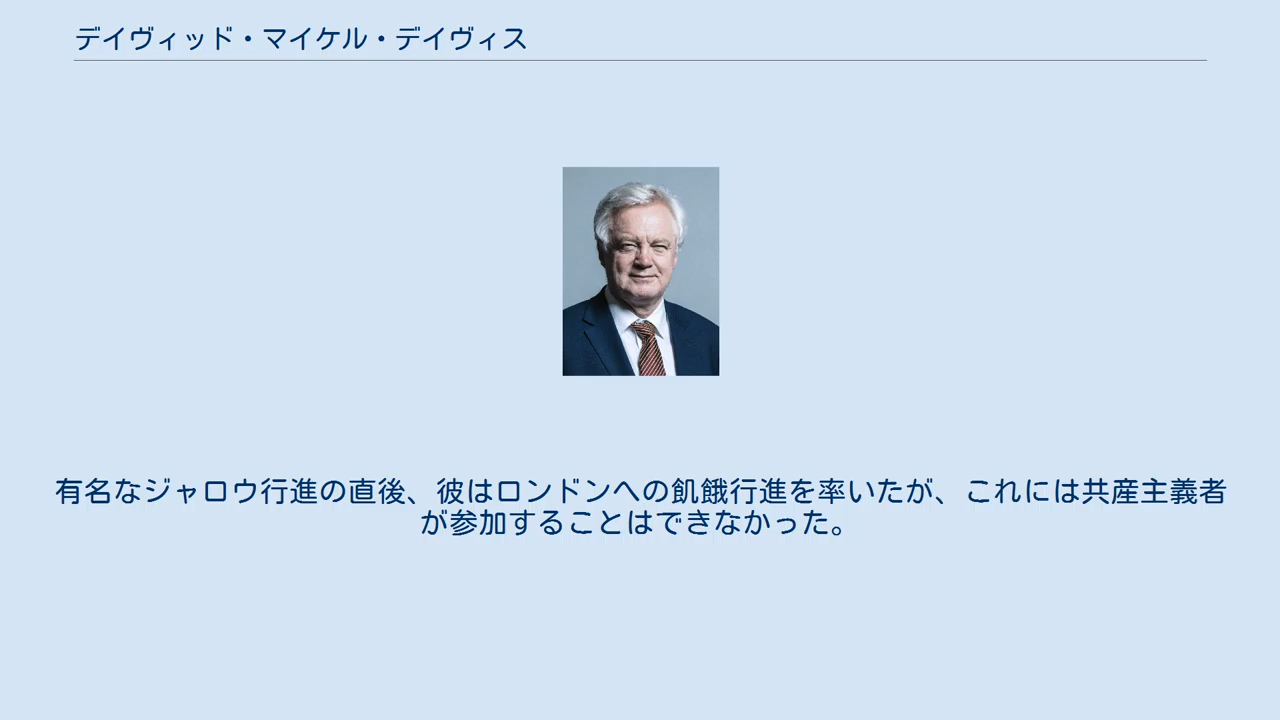 デイヴィッド・マイケル・デイヴィス
有名なジャロウ行進の直後、彼はロンドンへの飢餓行進を率いたが、これには共産主義者
が参加することはできなかった。